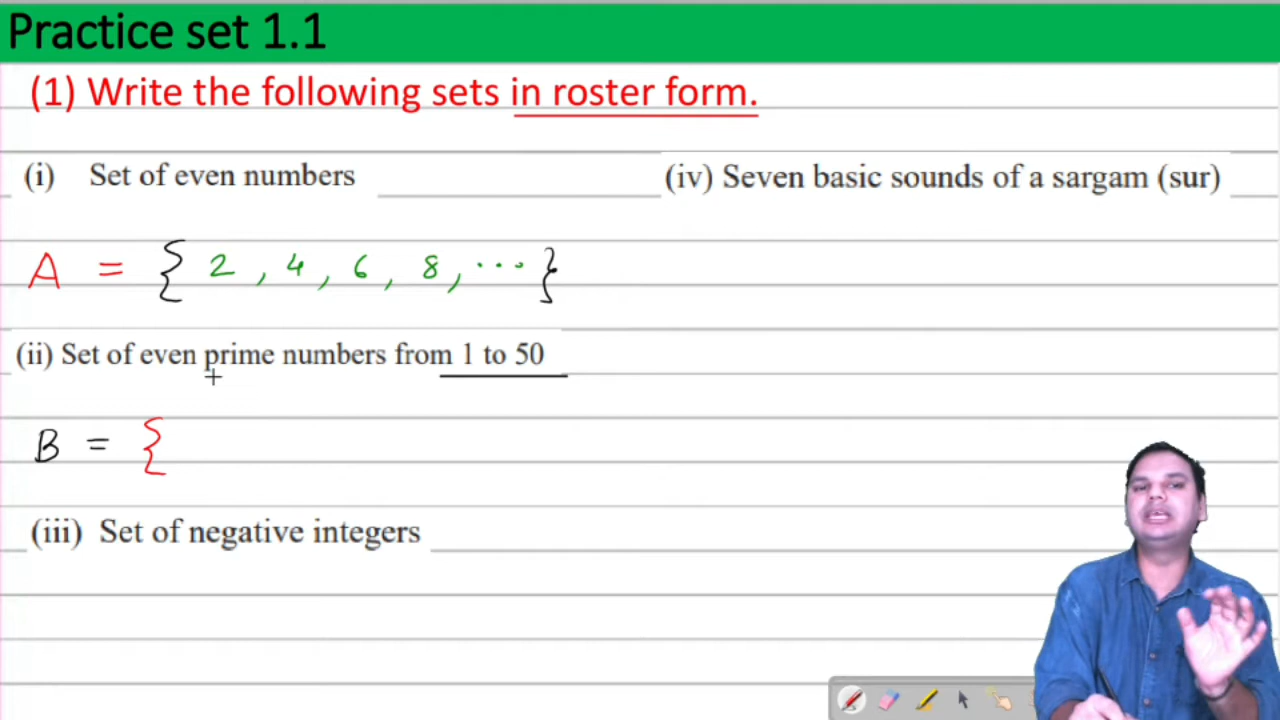 Practice set 1.1
(1) Write the following sets in roster form.
(i) Set of even numbers
(iv) Seven basic sounds of a sargam (sur)
A = { 2 , 4 , 6 , 8 , ... }
(ii) Set of even prime numbers from 1 to 50
B = {
(iii) Set of negative integers